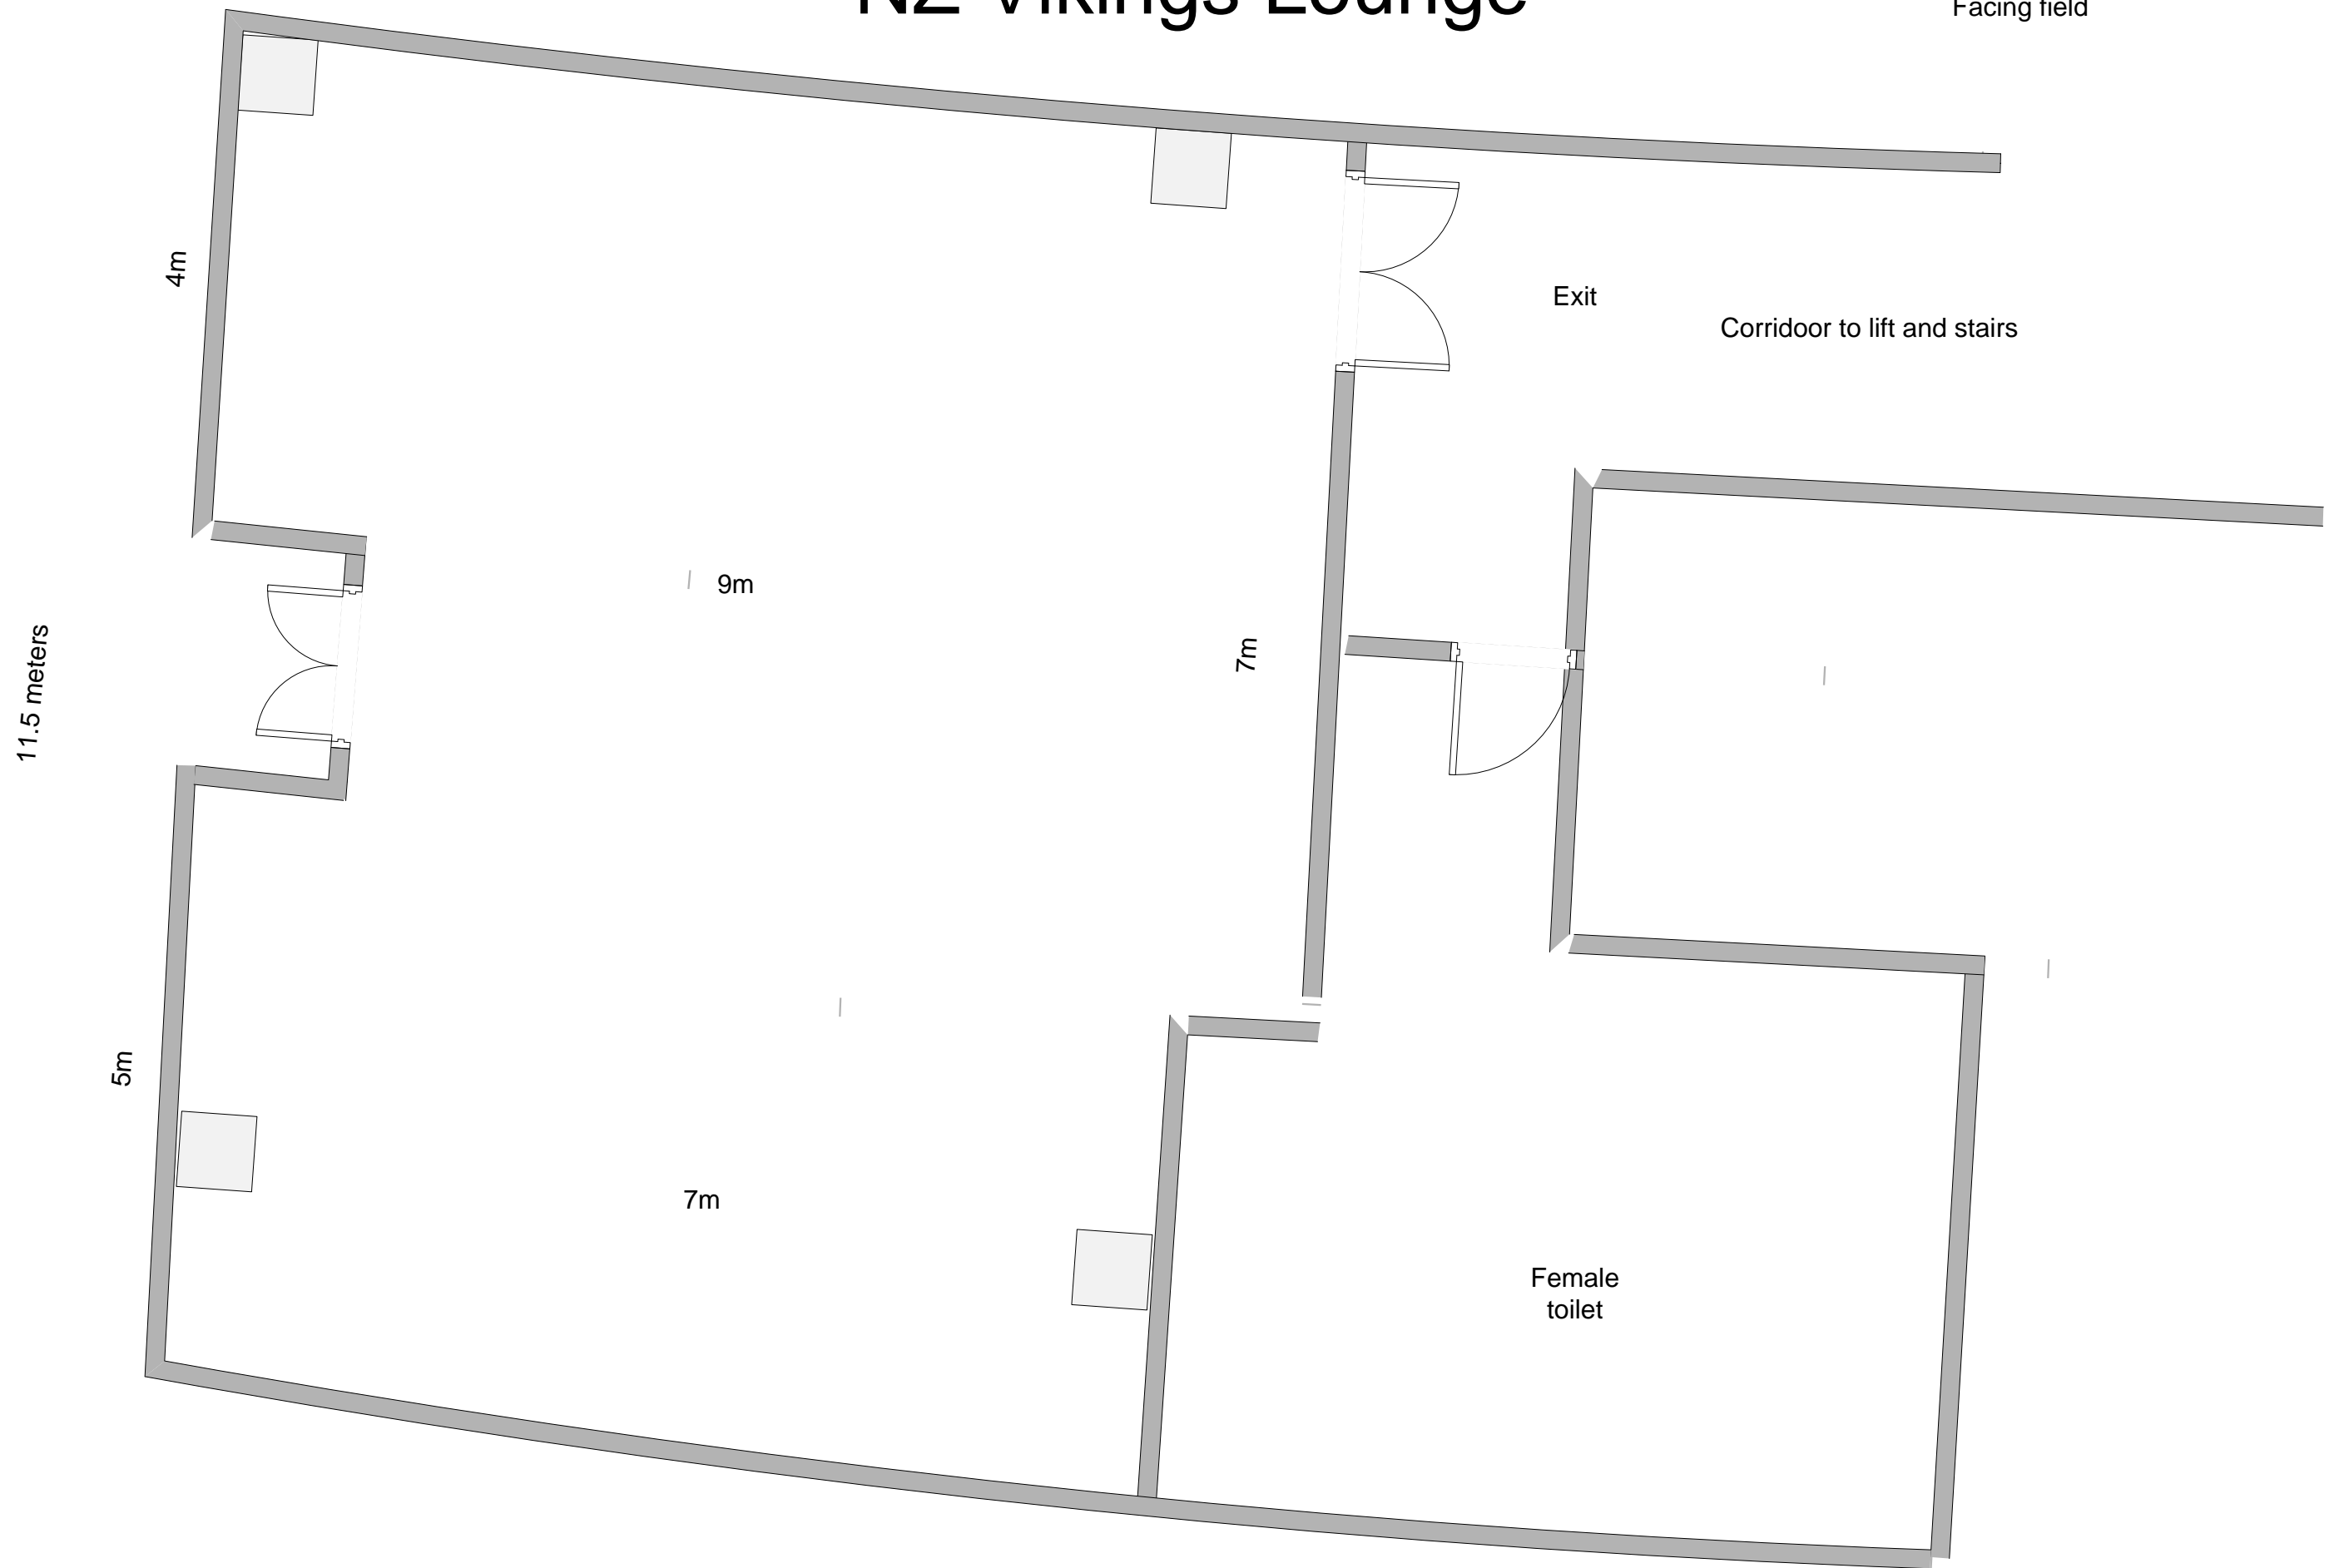 NZ Vikings Lounge
Facing field
4m
Exit
Corridoor to lift and stairs
9m
11.5 meters
7m
5m
7m
Female
toilet